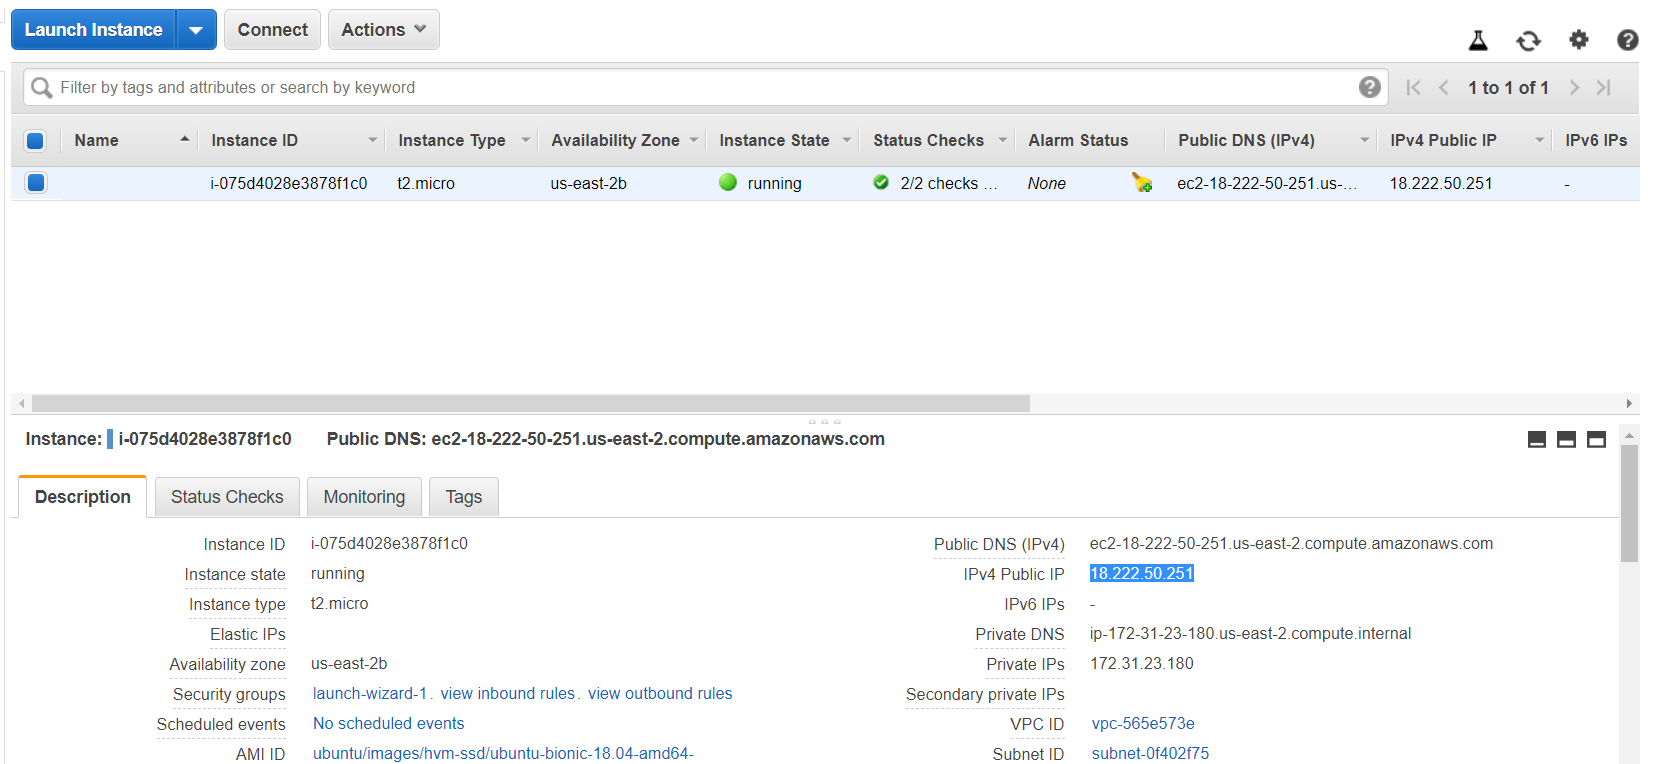 Launch Instance Connect Actions
Filter by tags and attributes or search by keyword 1 to 1 of 1
Name Instance ID Instance Type Availability Zone Instance State Status Checks Alarm Status Public DNS (IPv4) IPv4 Public IP IPv6 IPs
i-075d4028e3878f1c0 t2.micro us-east-2b running 2/2 checks ... None ec2-18-222-50-251.us-... 18.222.50.251 -
Instance: i-075d4028e3878f1c0 Public DNS: ec2-18-222-50-251.us-east-2.compute.amazonaws.com
Description Status Checks Monitoring Tags
Instance ID i-075d4028e3878f1c0 Public DNS (IPv4) ec2-18-222-50-251.us-east-2.compute.amazonaws.com
Instance state running IPv4 Public IP 18.222.50.251
Instance type t2.micro IPv6 IPs -
Elastic IPs Private DNS ip-172-31-23-180.us-east-2.compute.internal
Availability zone us-east-2b Private IPs 172.31.23.180
Security groups launch-wizard-1. view inbound rules. view outbound rules Secondary private IPs
Scheduled events No scheduled events VPC ID vpc-565e573e
AMI ID ubuntu/images/hvm-ssd/ubuntu-bionic-18.04-amd64- Subnet ID subnet-0f402f75